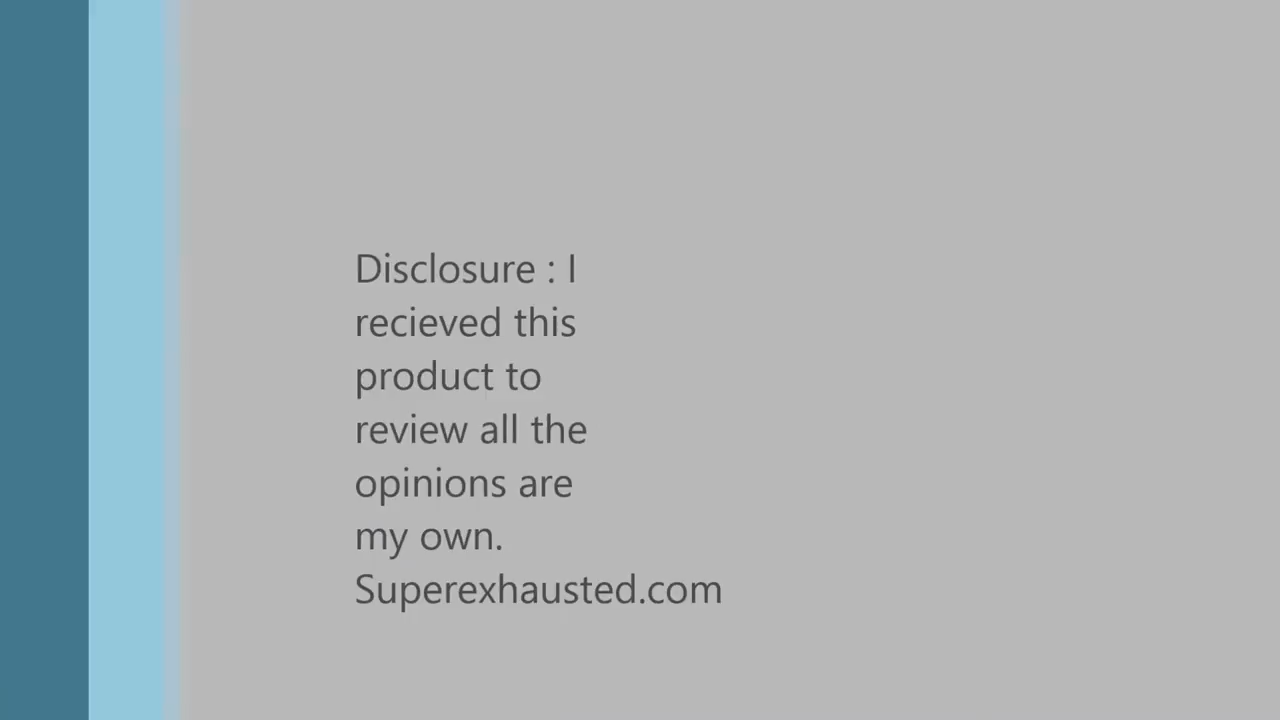 Disclosure : I
recieved this
product to
review all the
opinions are
my own.
Superexhausted.com